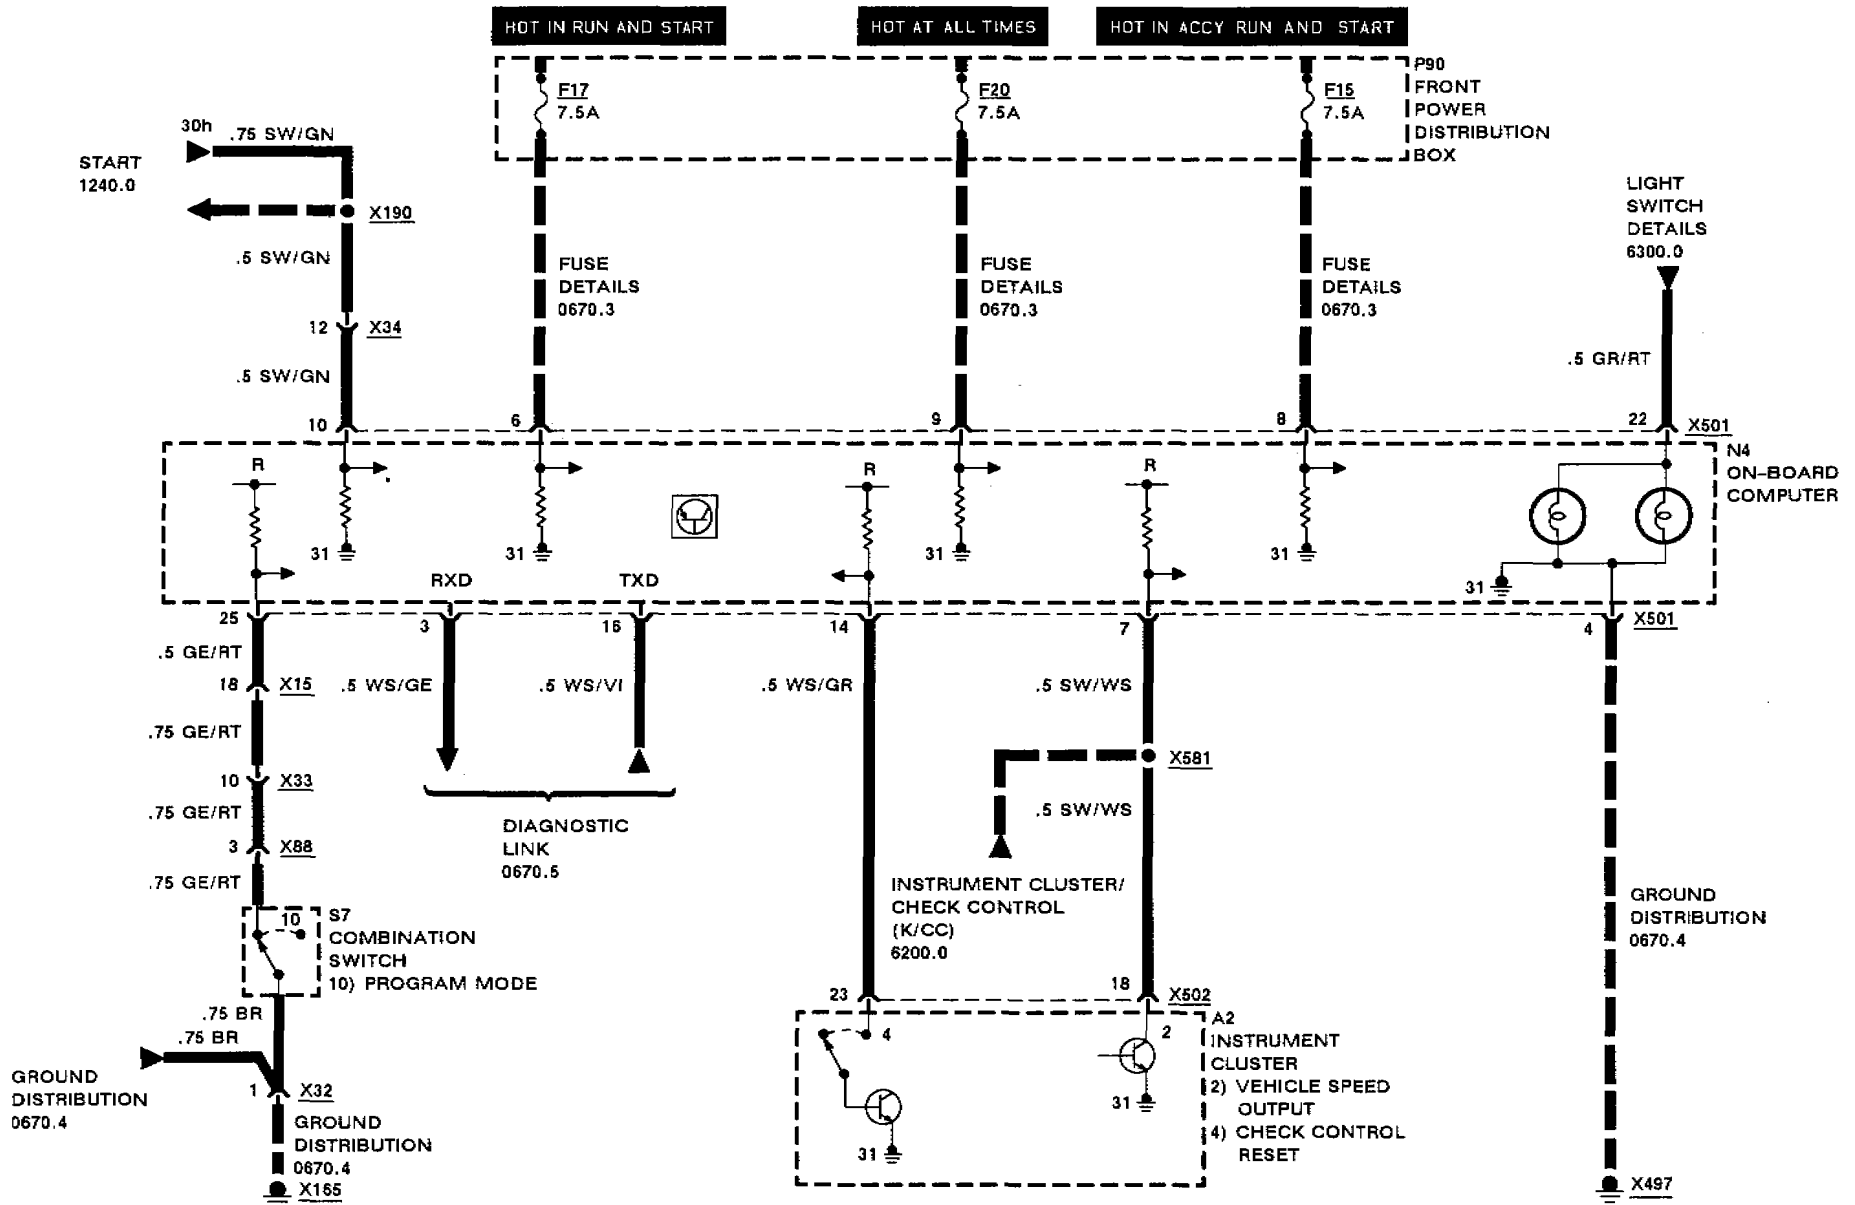 HOT IN RUN AND START
HOT AT ALL TIMES
HOT IN ACCY RUN AND START
F17
7.5A
F20
7.5A
F15
7.5A
P90
FRONT
POWER
DISTRIBUTION
BOX
30h
.75 SW/GN
START
1240.0
X190
.5 SW/GN
12
X34
.5 SW/GN
FUSE
DETAILS
0670.3
FUSE
DETAILS
0670.3
FUSE
DETAILS
0670.3
LIGHT
SWITCH
DETAILS
6300.0
.5 GR/RT
10
6
9
8
22
X501
N4
ON-BOARD
COMPUTER
R
R
R
31
31
31
31
31
RXD
TXD
25
3
16
14
7
4
X501
.5 GE/RT
18
X15
.5 WS/GE
.5 WS/VI
.5 WS/GR
.5 SW/WS
.75 GE/RT
10
X33
.75 GE/RT
3
X88
.75 GE/RT
DIAGNOSTIC
LINK
0670.5
X581
.5 SW/WS
INSTRUMENT CLUSTER/
CHECK CONTROL
(K/CC)
6200.0
GROUND
DISTRIBUTION
0670.4
10
S7
COMBINATION
SWITCH
10) PROGRAM MODE
.75 BR
.75 BR
GROUND
DISTRIBUTION
0670.4
1
X32
GROUND
DISTRIBUTION
0670.4
X165
23
18
X502
4
2
31
31
A2
INSTRUMENT
CLUSTER
2) VEHICLE SPEED
OUTPUT
4) CHECK CONTROL
RESET
X497